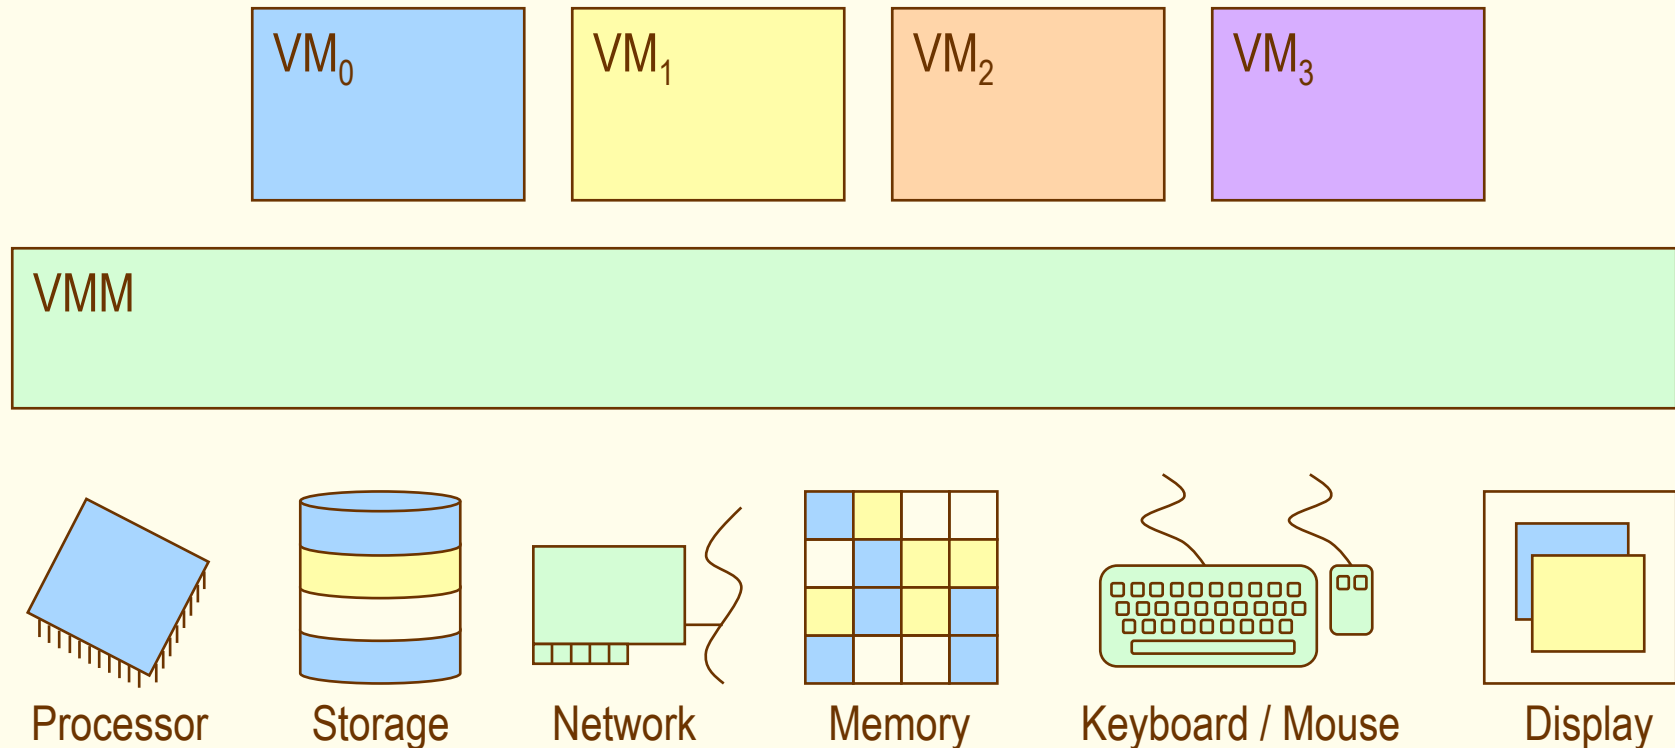 VM₀ VM₁ VM₂ VM₃
VMM
Processor Storage Network Memory Keyboard / Mouse Display